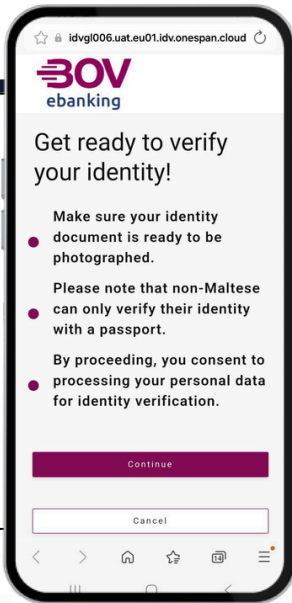 idvgl006.uat.eu01.idv.onespan.cloud
BOV
ebanking
Get ready to verify
your identity!
Make sure your identity
document is ready to be
photographed.
Please note that non-Maltese
can only verify their identity
with a passport.
By proceeding, you consent to
processing your personal data
for identity verification.
Continue
Cancel
14